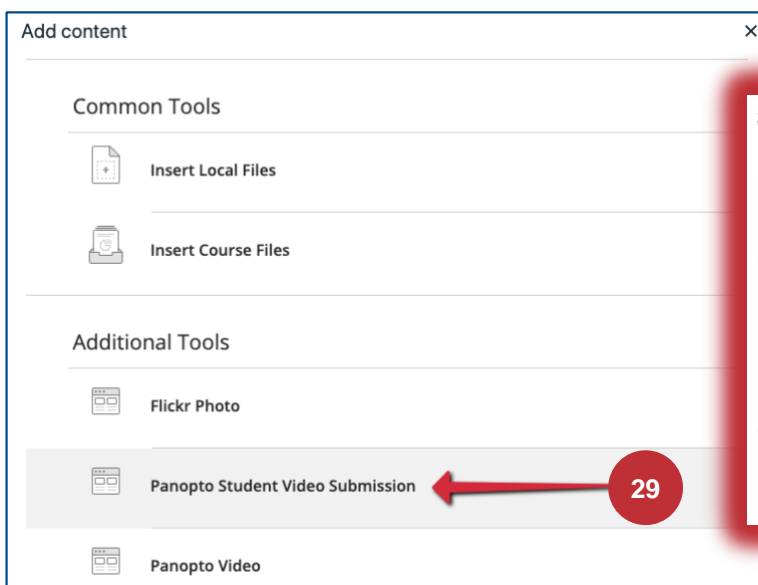 Add content
×
Common Tools
Insert Local Files
Insert Course Files
Additional Tools
Flickr Photo
Panopto Student Video Submission
29
Panopto Video